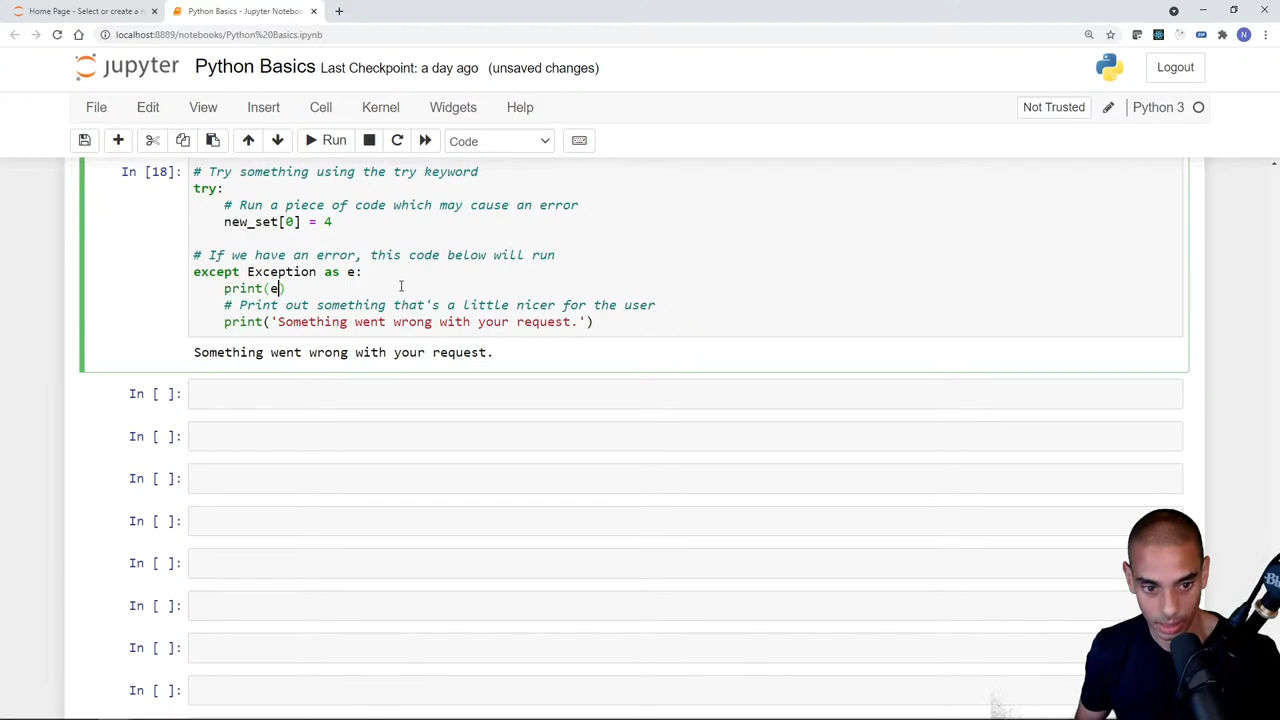 Home Page - Select or create a n
Python Basics - Jupyter Notebook
localhost:8889/notebooks/Python%20Basics.ipynb
N
jupyter
Python Basics Last Checkpoint: a day ago (unsaved changes)
Logout
File Edit View Insert Cell Kernel Widgets Help
Not Trusted
Python 3
Run
Code
In [18]:
# Try something using the try keyword
try:
    # Run a piece of code which may cause an error
    new_set[0] = 4
# If we have an error, this code below will run
except Exception as e:
    print(e)
    # Print out something that's a little nicer for the user
    print('Something went wrong with your request.')
Something went wrong with your request.
In [ ]:
In [ ]:
In [ ]:
In [ ]:
In [ ]:
In [ ]:
In [ ]:
In [ ]: